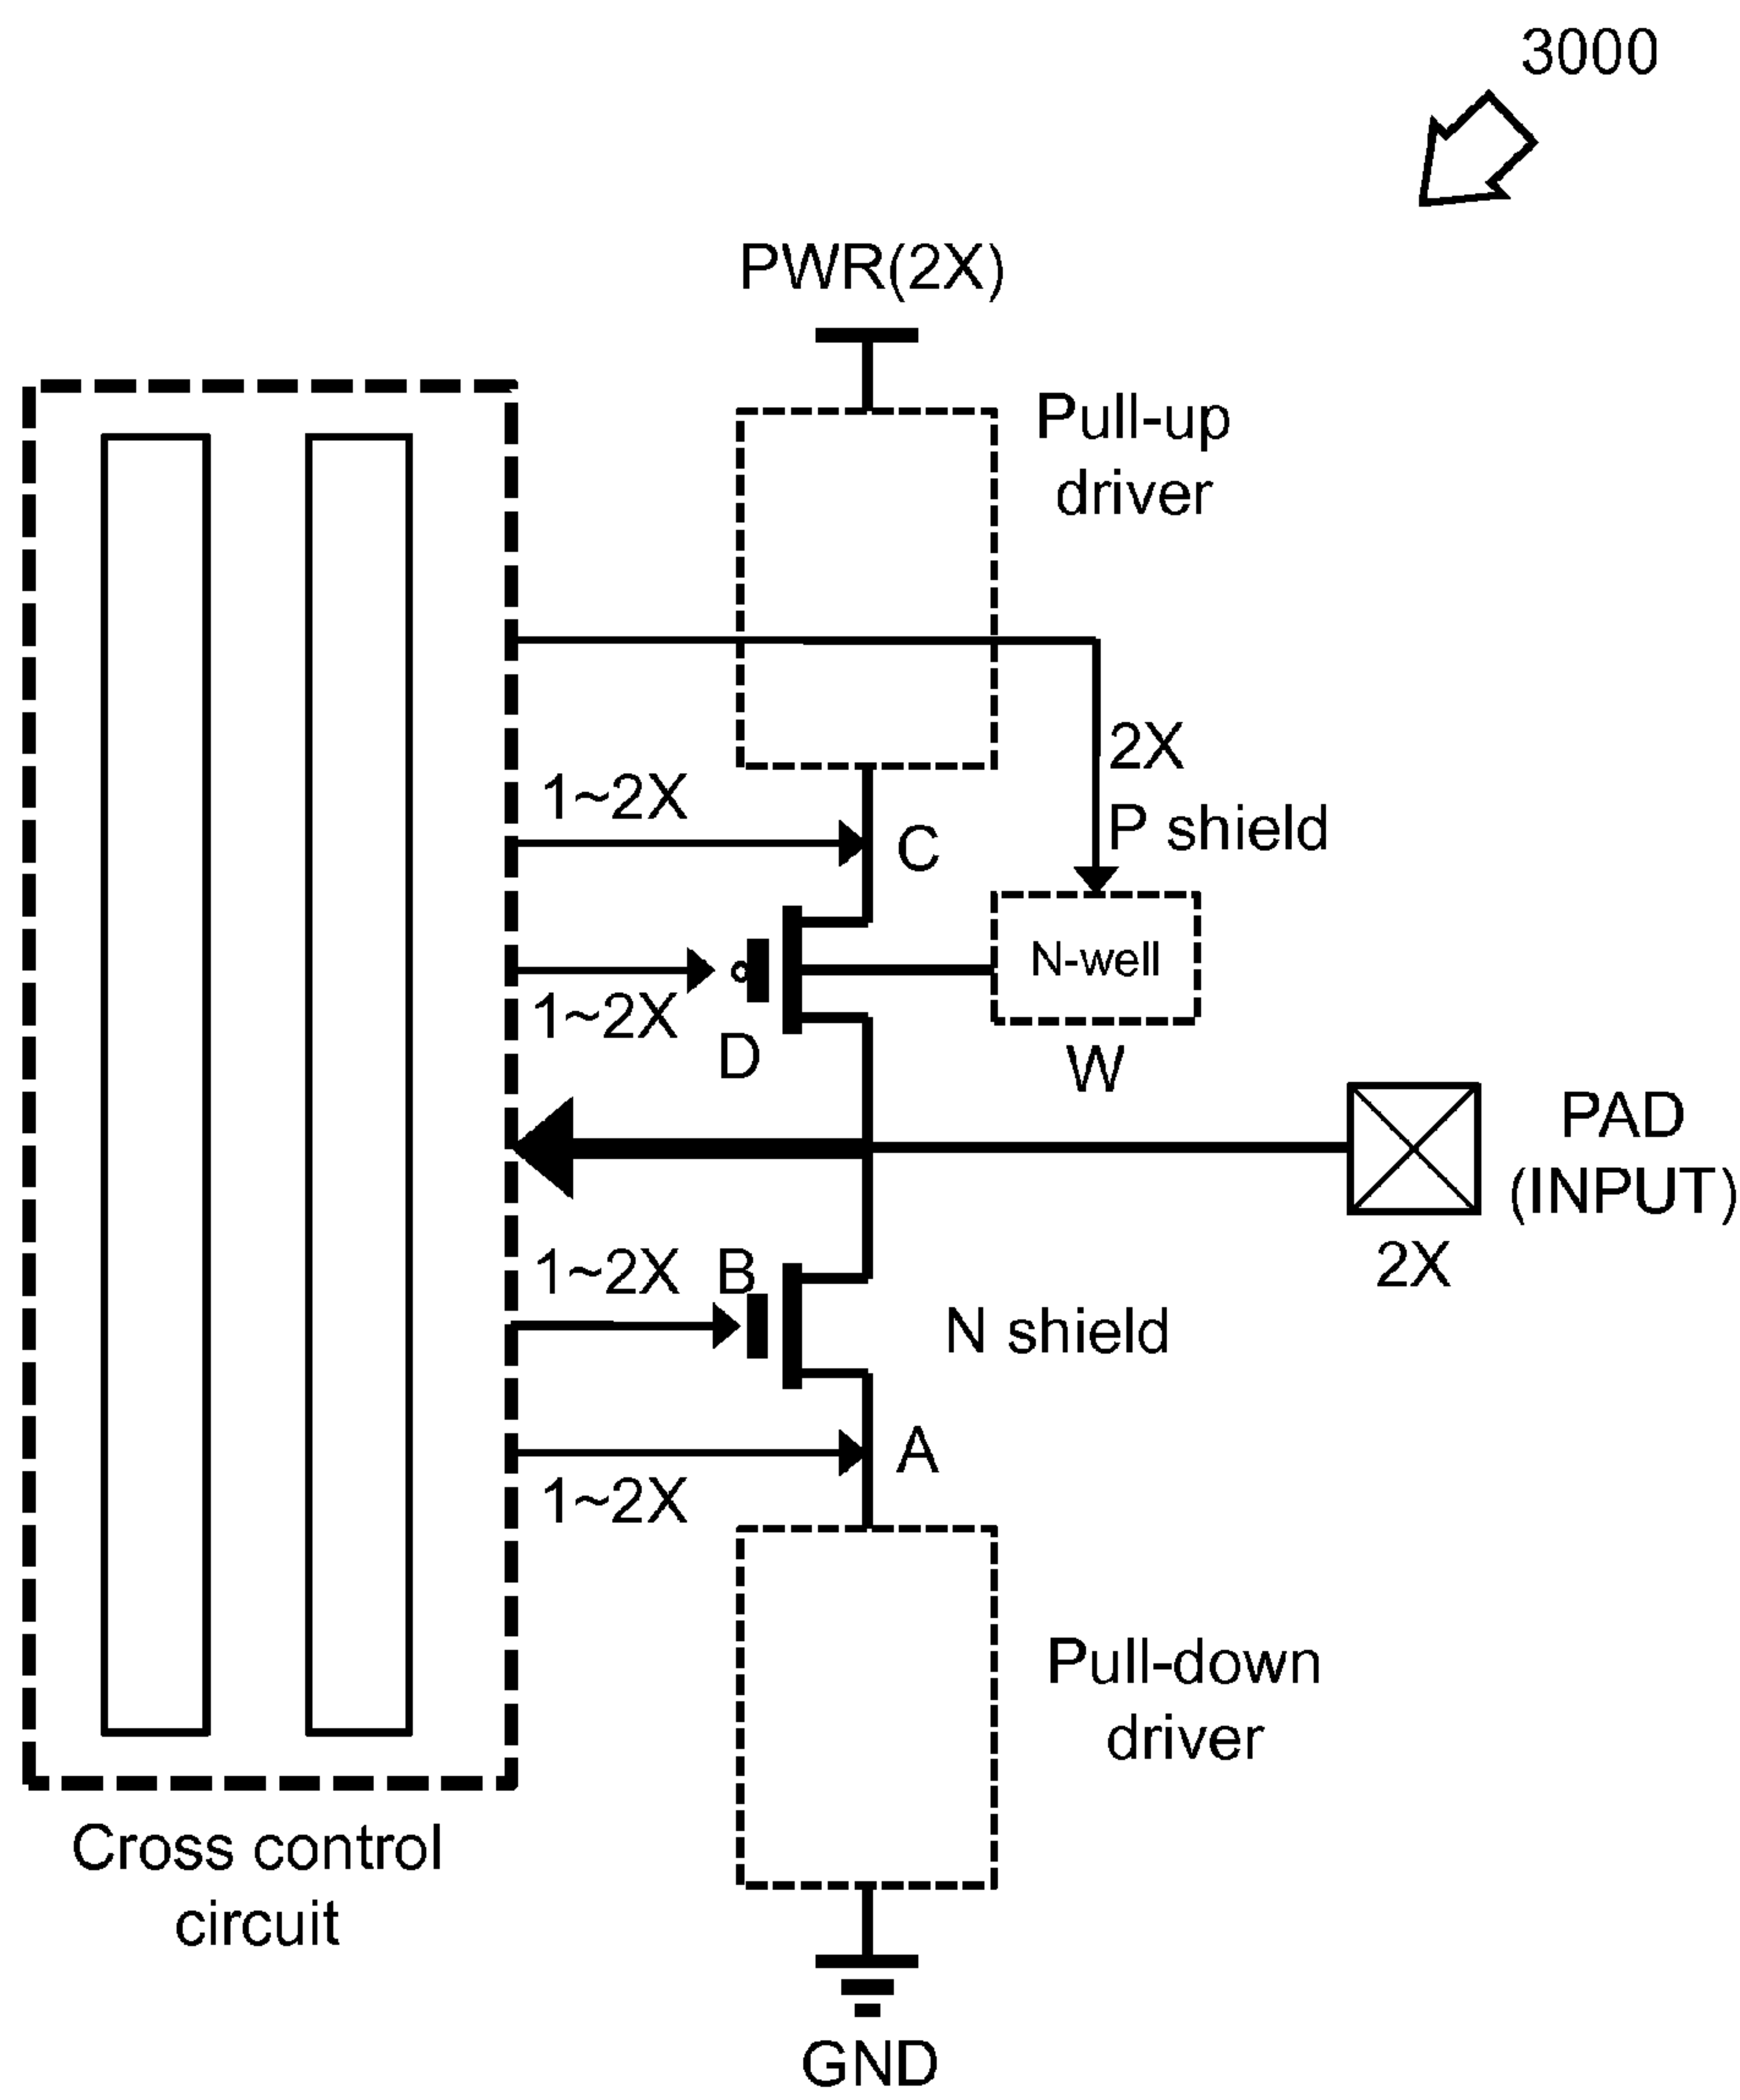 3000
PWR(2X)
Pull-up
driver
2X
1~2X
P shield
C
N-well
1~2X
D
W
PAD
(INPUT)
2X
1~2X
B
N shield
A
1~2X
Pull-down
driver
Cross control
circuit
GND